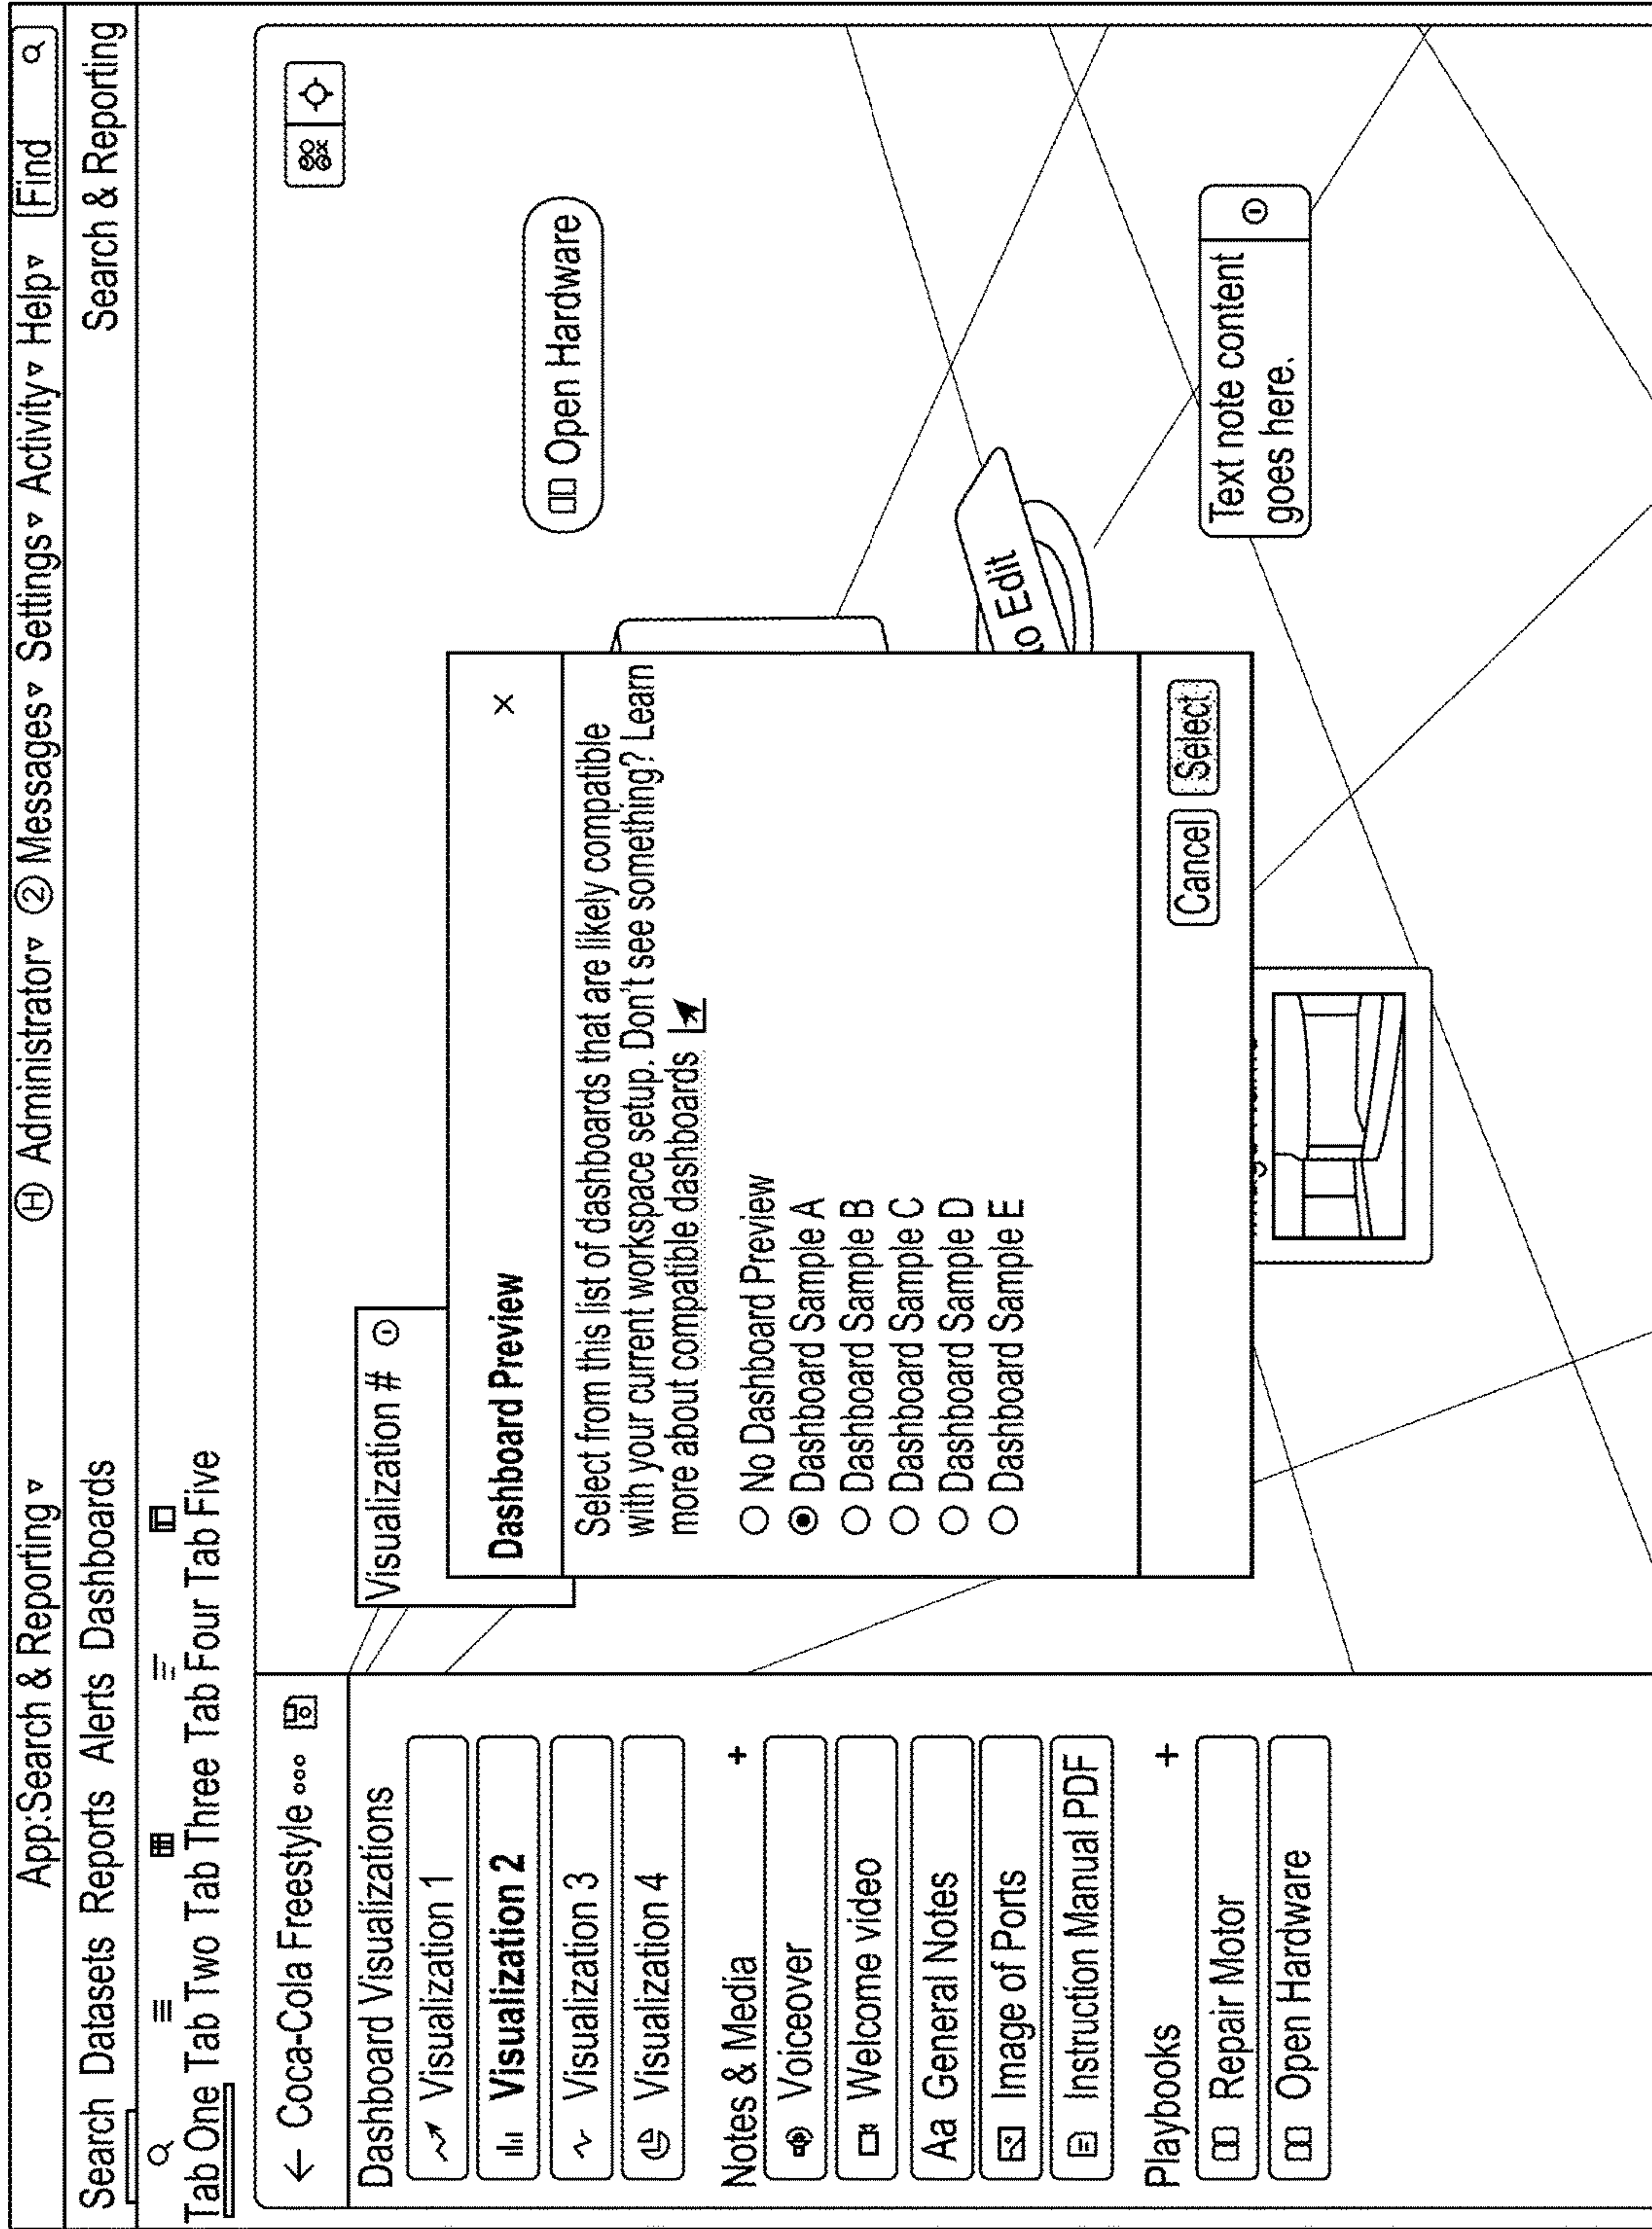 App:Search & Reporting
H Administrator 2 Messages Settings Activity Help Find
Search Datasets Reports Alerts Dashboards
Search & Reporting
Tab One Tab Two Tab Three Tab Four Tab Five
Coca-Cola Freestyle
Dashboard Visualizations
Visualization 1
Visualization 2
Visualization 3
Visualization 4
Notes & Media +
Voiceover
Welcome video
Aa General Notes
Image of Ports
Instruction Manual PDF
Playbooks +
Repair Motor
Open Hardware
Visualization #
Dashboard Preview ×
Select from this list of dashboards that are likely compatible
with your current workspace setup. Don't see something? Learn
more about compatible dashboards
No Dashboard Preview
Dashboard Sample A
Dashboard Sample B
Dashboard Sample C
Dashboard Sample D
Dashboard Sample E
Cancel Select
Open Hardware
to Edit
Text note content
goes here.